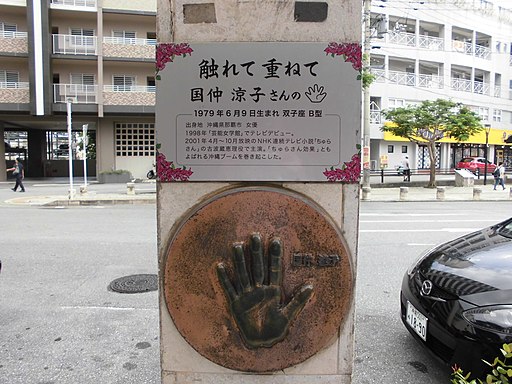 触れて 重ねて
国仲 涼子さんの
1979年6月9日生まれ 双子座 B型
出身地 沖縄県那覇市 女優
1998年「芸能女学館」でテレビデビュー。
2001年4月～10月放映のNHK連続テレビ小説「ちゅら
さん」の古波蔵恵理役で主演。「ちゅらさん効果」とも
よばれる沖縄ブームを巻き起こした。
国仲 涼子
18-30